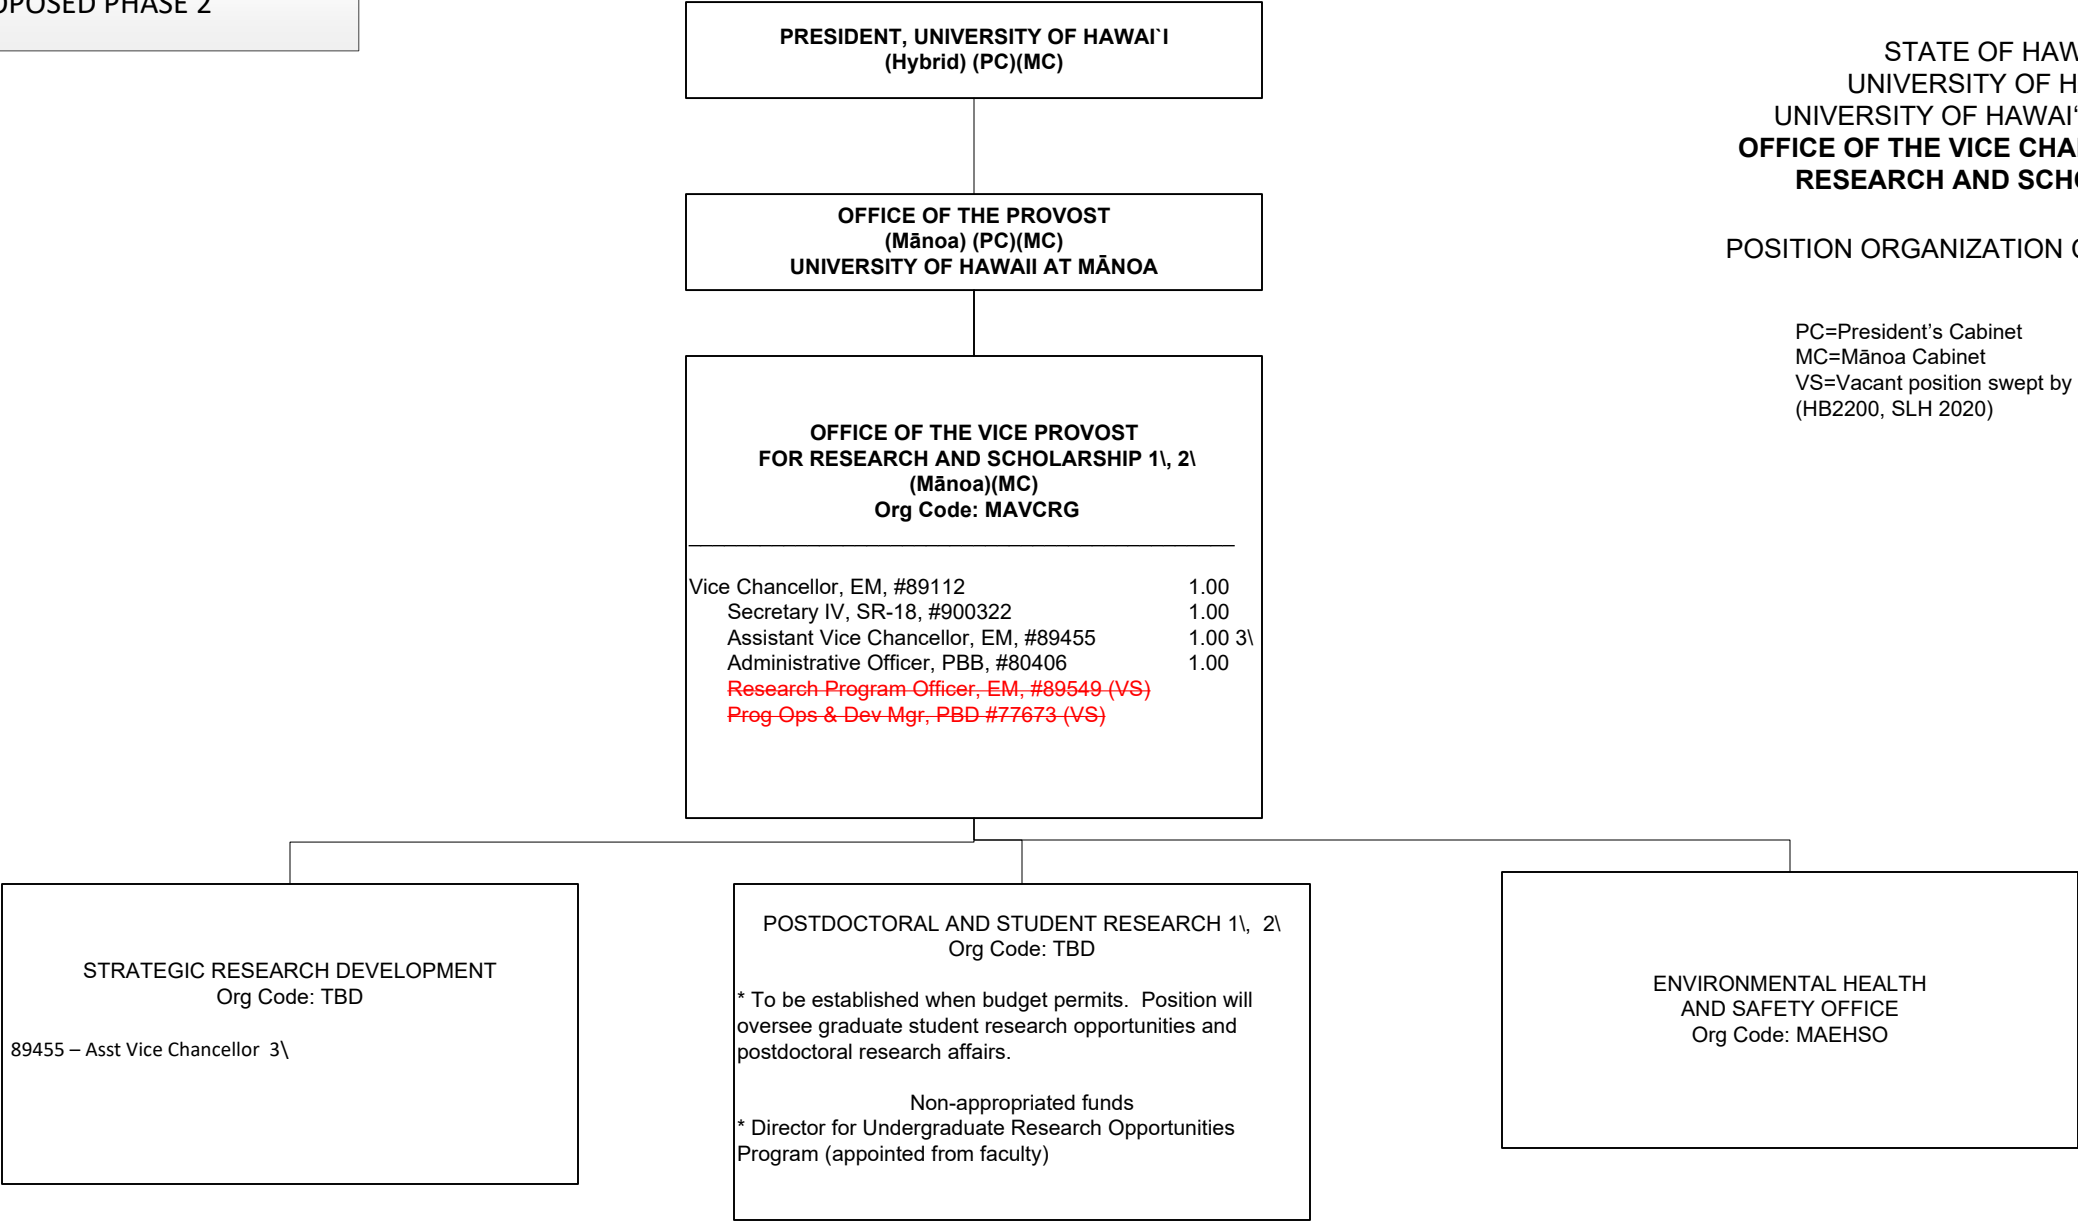 PROPOSED PHASE 2
PRESIDENT, UNIVERSITY OF HAWAI`I
(Hybrid) (PC)(MC)
STATE OF
UNIVERSITY OF
UNIVERSITY OF
OFFICE OF THE VICE
RESEARCH AND
POSITION ORGANIZATION
PC=President’s Cabinet
MC=Mānoa Cabinet
VS=Vacant position swept by
(HB2200, SLH 2020)
OFFICE OF THE PROVOST
(Mānoa) (PC)(MC)
UNIVERSITY OF HAWAII AT MĀNOA
OFFICE OF THE VICE PROVOST
FOR RESEARCH AND SCHOLARSHIP 1\, 2\
(Mānoa)(MC)
Org Code: MAVCRG
Vice Chancellor, EM, #89112 1.00
Secretary IV, SR-18, #900322 1.00
Assistant Vice Chancellor, EM, #89455 1.00 3\
Administrative Officer, PBB, #80406 1.00
Research Program Officer, EM, #89549 (VS)
Prog Ops & Dev Mgr, PBD #77673 (VS)
STRATEGIC RESEARCH DEVELOPMENT
Org Code: TBD
89455 – Asst Vice Chancellor 3\
POSTDOCTORAL AND STUDENT RESEARCH 1\, 2\
Org Code: TBD
* To be established when budget permits. Position will
oversee graduate student research opportunities and
postdoctoral research affairs.
Non-appropriated funds
* Director for Undergraduate Research Opportunities
Program (appointed from faculty)
ENVIRONMENTAL HEALTH
AND SAFETY OFFICE
Org Code: MAEHSO